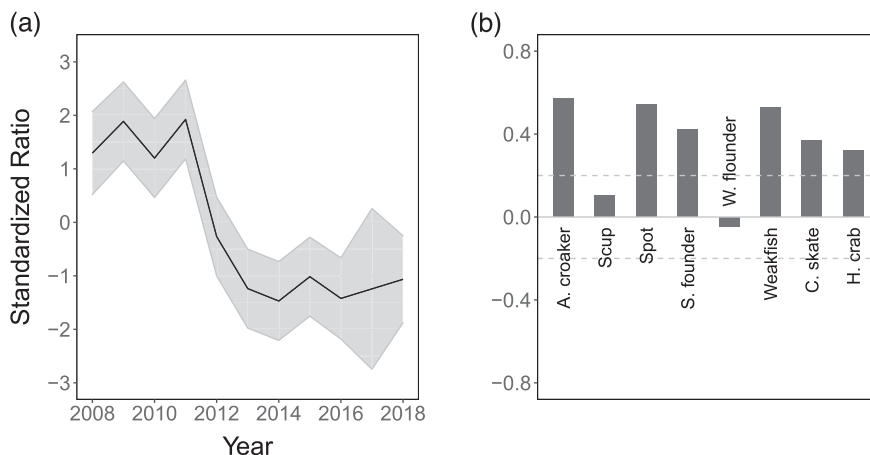 (a)
Standardized Ratio
3
2
1
0
−1
−2
−3
2008 2010 2012 2014 2016 2018
Year
(b)
0.8
0.4
0.0
−0.4
−0.8
A. croaker
Scup
Spot
S. founder
W. flounder
Weakfish
C. skate
H. crab